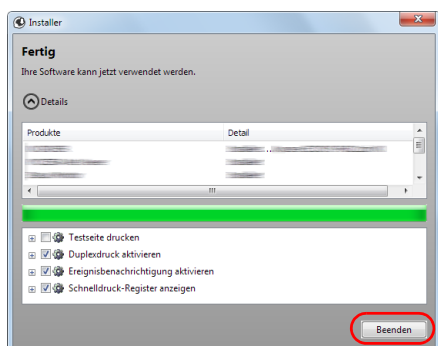 Installer
Fertig
Ihre Software kann jetzt verwendet werden.
Details
Produkte Detail
Testseite drucken
Duplexdruck aktivieren
Ereignisbenachrichtigung aktivieren
Schnelldruck-Register anzeigen
Beenden